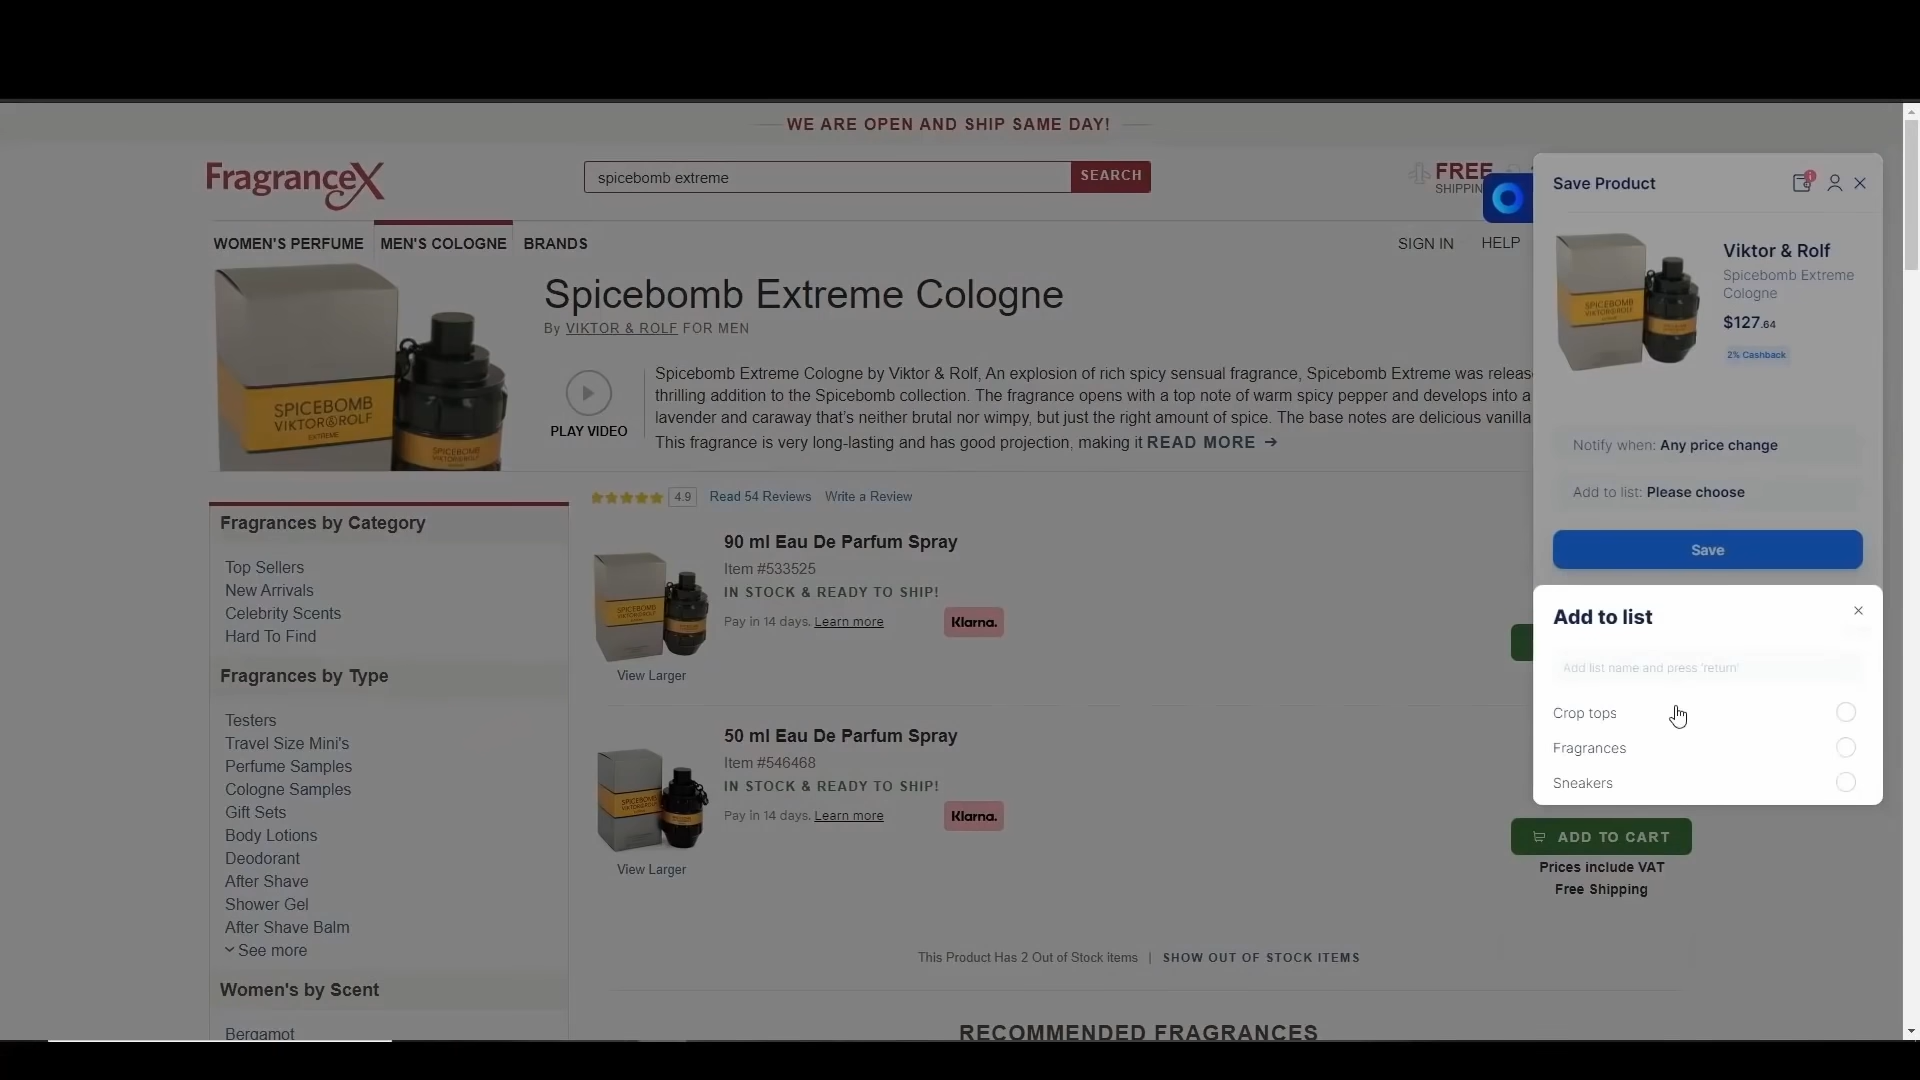 WE ARE OPEN AND SHIP SAME DAY!
FragranceX
spicebomb extreme
SEARCH
FREE
SHIPPIN
WOMEN'S PERFUME
MEN'S COLOGNE
BRANDS
SIGN IN
HELP
Spicebomb Extreme Cologne
By VIKTOR & ROLF FOR MEN
SPICEBOMB
VIKTOR&ROLF
EXTREME
SPICEBOMB
VIKTOR&ROLF
PLAY VIDEO
Spicebomb Extreme Cologne by Viktor & Rolf, An explosion of rich spicy sensual fragrance, Spicebomb Extreme was releas
thrilling addition to the Spicebomb collection. The fragrance opens with a top note of warm spicy pepper and develops into a
lavender and caraway that's neither brutal nor wimpy, but just the right amount of spice. The base notes are delicious vanilla
This fragrance is very long-lasting and has good projection, making it READ MORE →
4.9
Read 54 Reviews
Write a Review
Fragrances by Category
Top Sellers
New Arrivals
Celebrity Scents
Hard To Find
Fragrances by Type
Testers
Travel Size Mini's
Perfume Samples
Cologne Samples
Gift Sets
Body Lotions
Deodorant
After Shave
Shower Gel
After Shave Balm
See more
Women's by Scent
Bergamot
90 ml Eau De Parfum Spray
Item #533525
IN STOCK & READY TO SHIP!
Pay in 14 days. Learn more
Klarna.
View Larger
50 ml Eau De Parfum Spray
Item #546468
IN STOCK & READY TO SHIP!
Pay in 14 days. Learn more
Klarna.
View Larger
ADD TO CART
Prices include VAT
Free Shipping
This Product Has 2 Out of Stock items | SHOW OUT OF STOCK ITEMS
RECOMMENDED FRAGRANCES
Save Product
Viktor & Rolf
Spicebomb Extreme
Cologne
$127.64
2% Cashback
Notify when: Any price change
Add to list: Please choose
Save
Add to list
Add list name and press 'return'
Crop tops
Fragrances
Sneakers